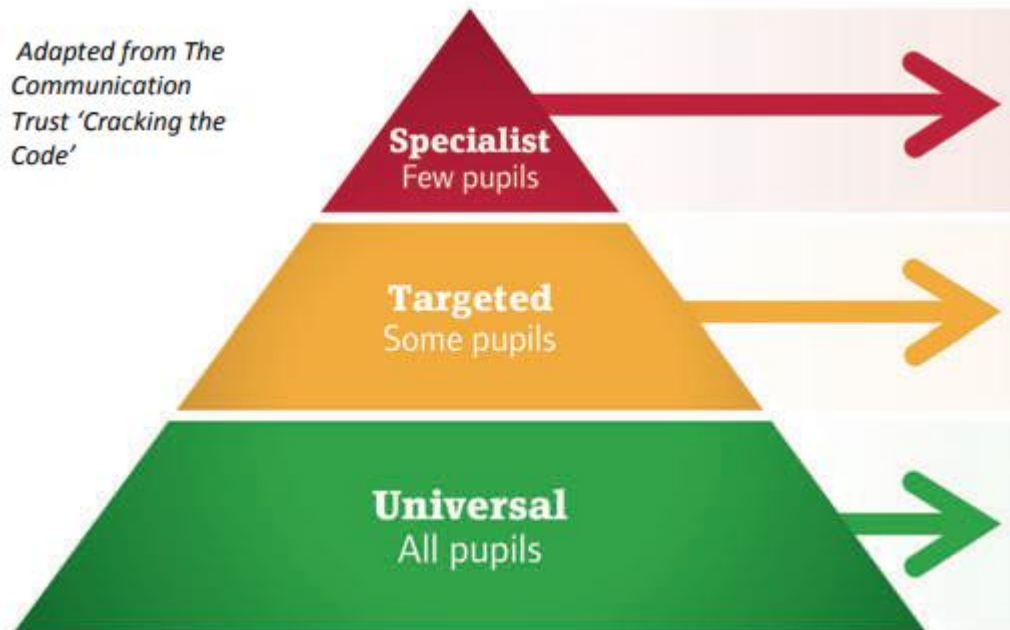 Adapted from The
Communication
Trust ‘Cracking the
Code’
Specialist
Few pupils
Targeted
Some pupils
Universal
All pupils